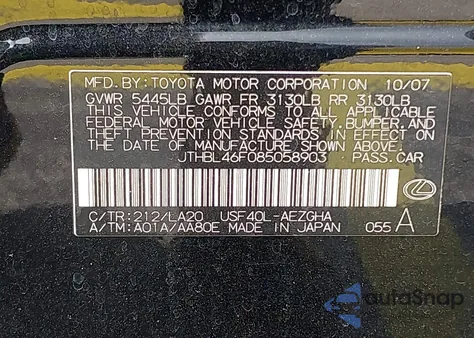 MFD. BY: TOYOTA MOTOR CORPORATION 10/07
GVWR 5445LB GAWR FR 3130LB RR 3130LB
THIS VEHICLE CONFORMS TO ALL APPLICABLE
FEDERAL MOTOR VEHICLE SAFETY, BUMPER, AND
THEFT PREVENTION STANDARDS IN EFFECT ON
THE DATE OF MANUFACTURE SHOWN ABOVE.
JTHBL46F085058903 PASS.CAR
C/TR:212/LA20 USF40L-AEZGHA
A/TM:A01A/AA80E MADE IN JAPAN 055 A
autoSnap